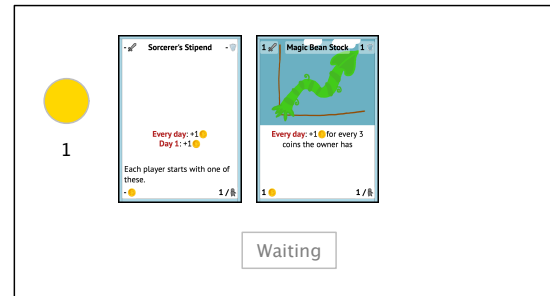 - Sorcerer's Stipend -
1 Magic Bean Stock 1
1
Every day: +1
Day 1: +1
Each player starts with one of
these.
- 1 /
Every day: +1 for every 3
coins the owner has
1 1 /
Waiting